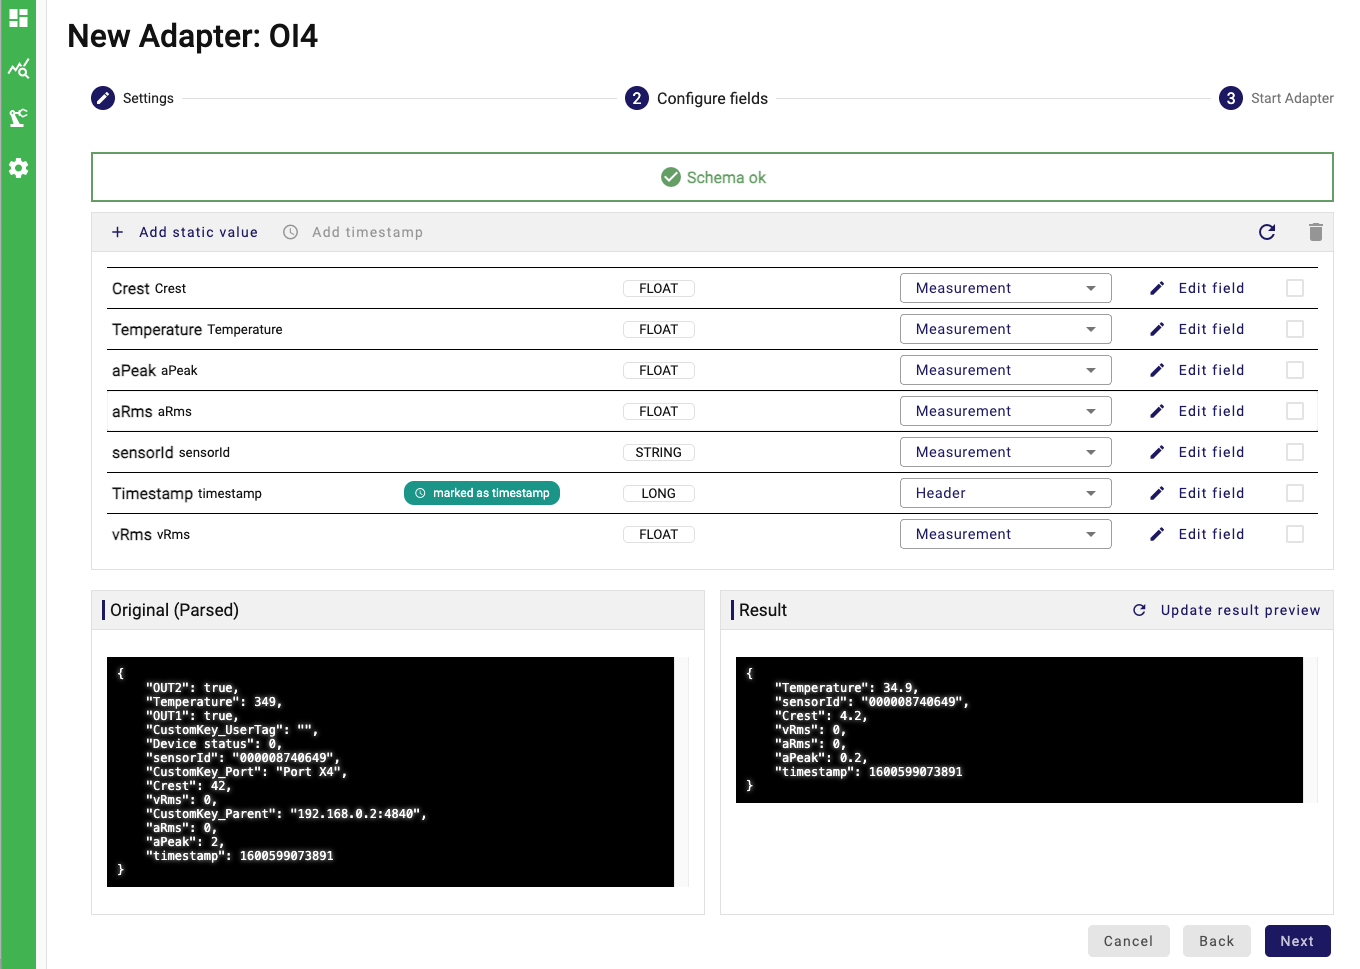 New Adapter: OI4
Settings
2 Configure fields
3 Start Adapter
Schema ok
+ Add static value Add timestamp
Crest Crest FLOAT Measurement Edit field
Temperature Temperature FLOAT Measurement Edit field
aPeak aPeak FLOAT Measurement Edit field
aRms aRms FLOAT Measurement Edit field
sensorId sensorId STRING Measurement Edit field
Timestamp timestamp marked as timestamp LONG Header Edit field
vRms vRms FLOAT Measurement Edit field
Original (Parsed)
{
"OUT2": true,
"Temperature": 349,
"OUT1": true,
"CustomKey_UserTag": "",
"Device status": 0,
"sensorId": "000008740649",
"CustomKey_Port": "Port X4",
"Crest": 42,
"vRms": 0,
"CustomKey_Parent": "192.168.0.2:4840",
"aRms": 0,
"aPeak": 2,
"timestamp": 1600599073891
}
Result Update result preview
{
"Temperature": 34.9,
"sensorId": "000008740649",
"Crest": 4.2,
"vRms": 0,
"aRms": 0,
"aPeak": 0.2,
"timestamp": 1600599073891
}
Cancel Back Next